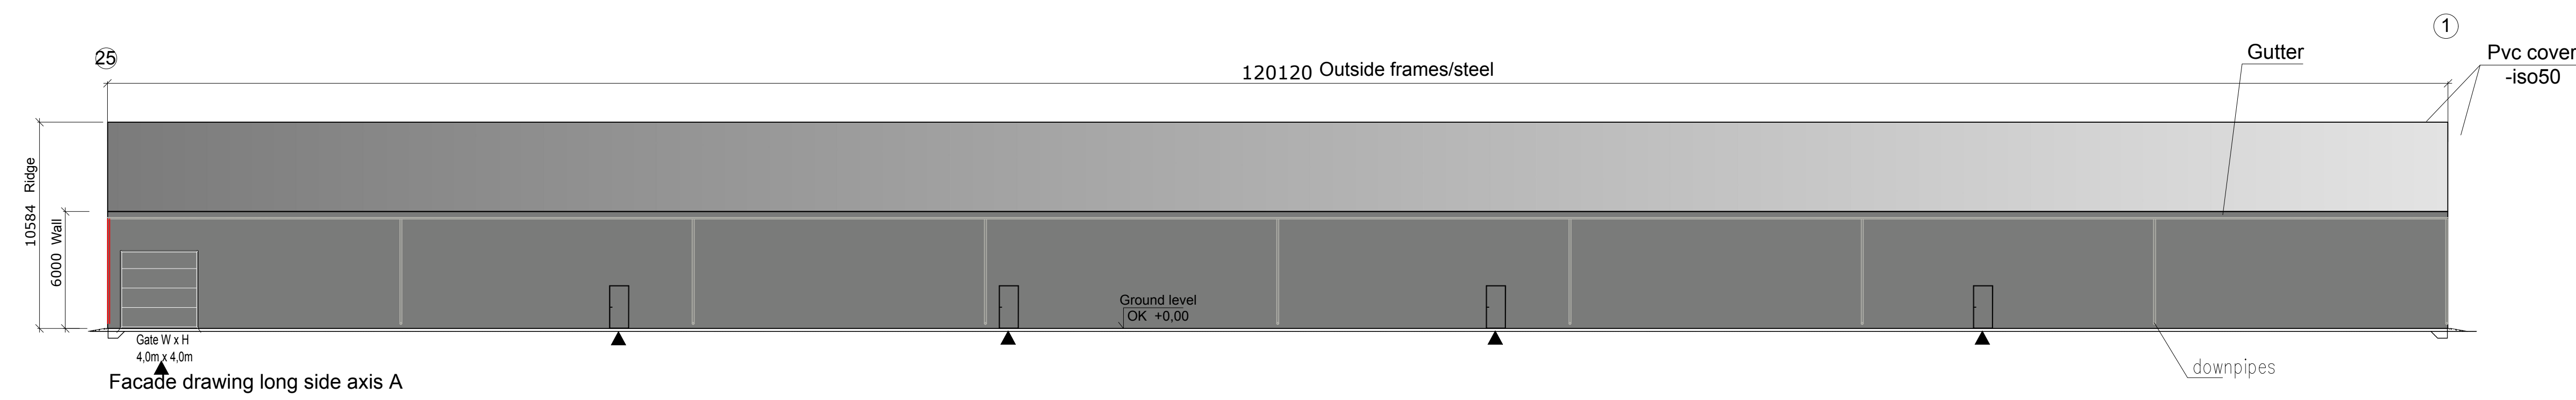 25
1
120120 Outside frames/steel
Gutter
Pvc cover
-iso50
10584 Ridge
6000 Wall
Ground level
OK +0,00
Gate W x H
4,0m x 4,0m
downpipes
Facade drawing long side axis A